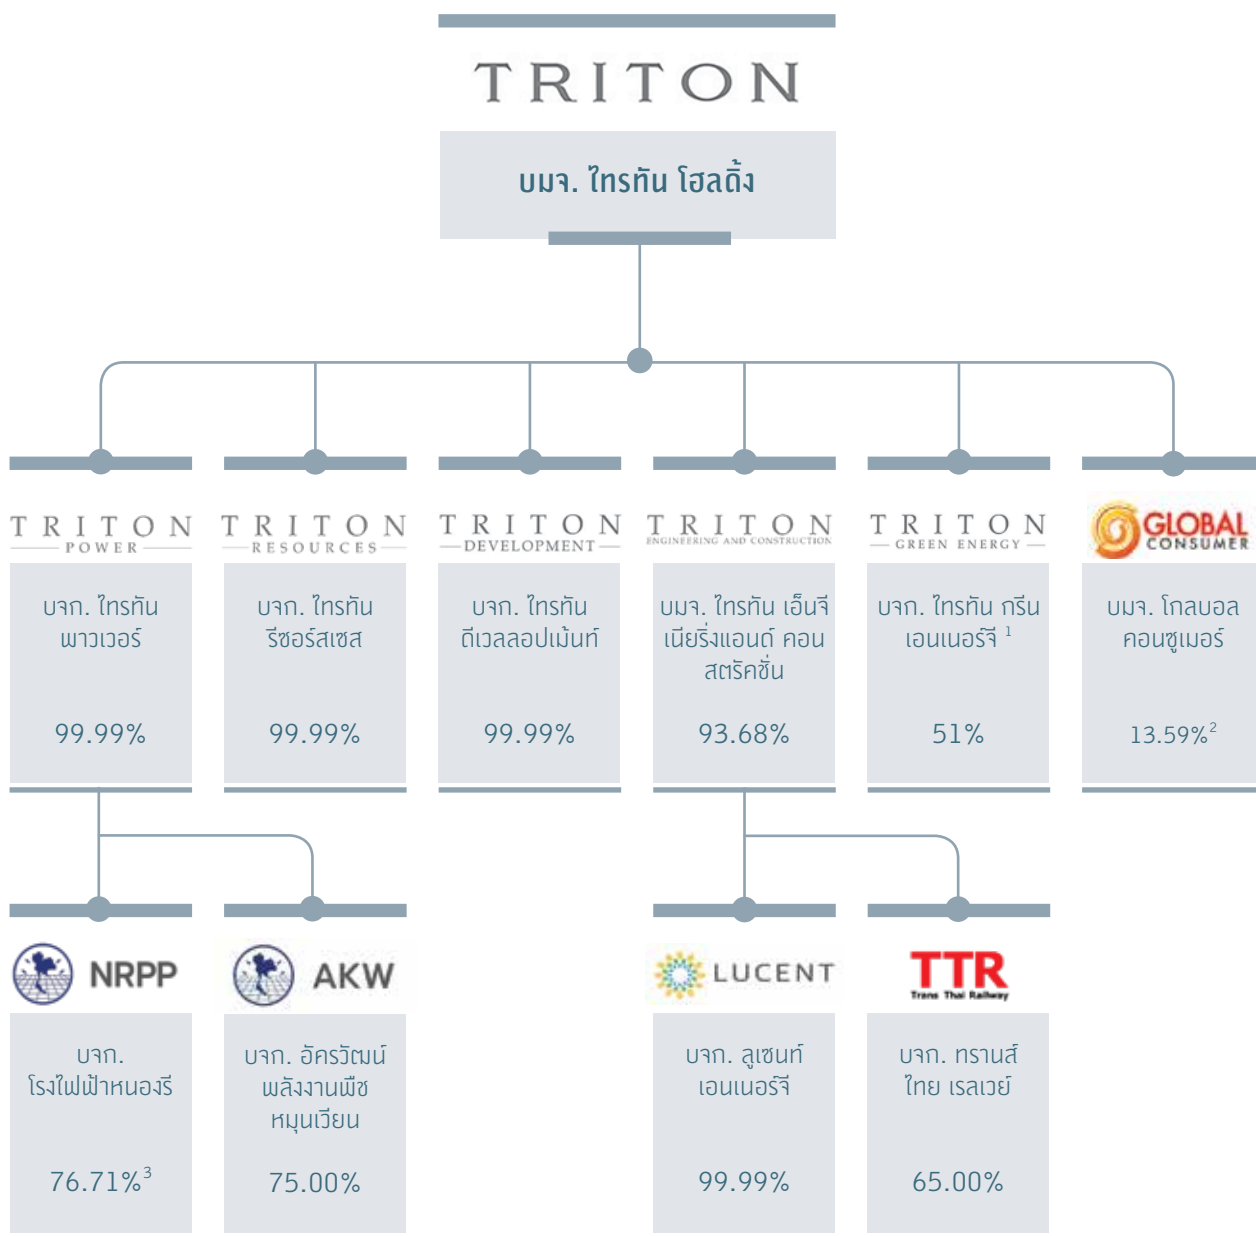 TRITON
บมจ. ไทรทัน โฮลดิ้ง
TRITON
POWER
บจก. ไทรทัน
พาวเวอร์
99.99%
TRITON
RESOURCES
บจก. ไทรทัน
รีซอร์สเซส
99.99%
TRITON
DEVELOPMENT
บจก. ไทรทัน
ดีเวลลอปเม้นท์
99.99%
TRITON
ENGINEERING AND CONSTRUCTION
บมจ. ไทรทัน เอ็นจี
เนียริ่งแอนด์ คอน
สตรัคชั่น
93.68%
TRITON
GREEN ENERGY
บจก. ไทรทัน กรีน
เอนเนอร์จี ¹
51%
GLOBAL
CONSUMER
บมจ. โกลบอล
คอนซูเมอร์
13.59%²
NRPP
บจก.
โรงไฟฟ้าหนองรี
76.71%³
AKW
บจก. อัครวัฒน์
พลังงานพืช
หมุนเวียน
75.00%
LUCENT
บจก. ลูเซนท์
เอนเนอร์จี
99.99%
TTR
Trans Thai Railway
บจก. ทรานส์
ไทย เรลเวย์
65.00%